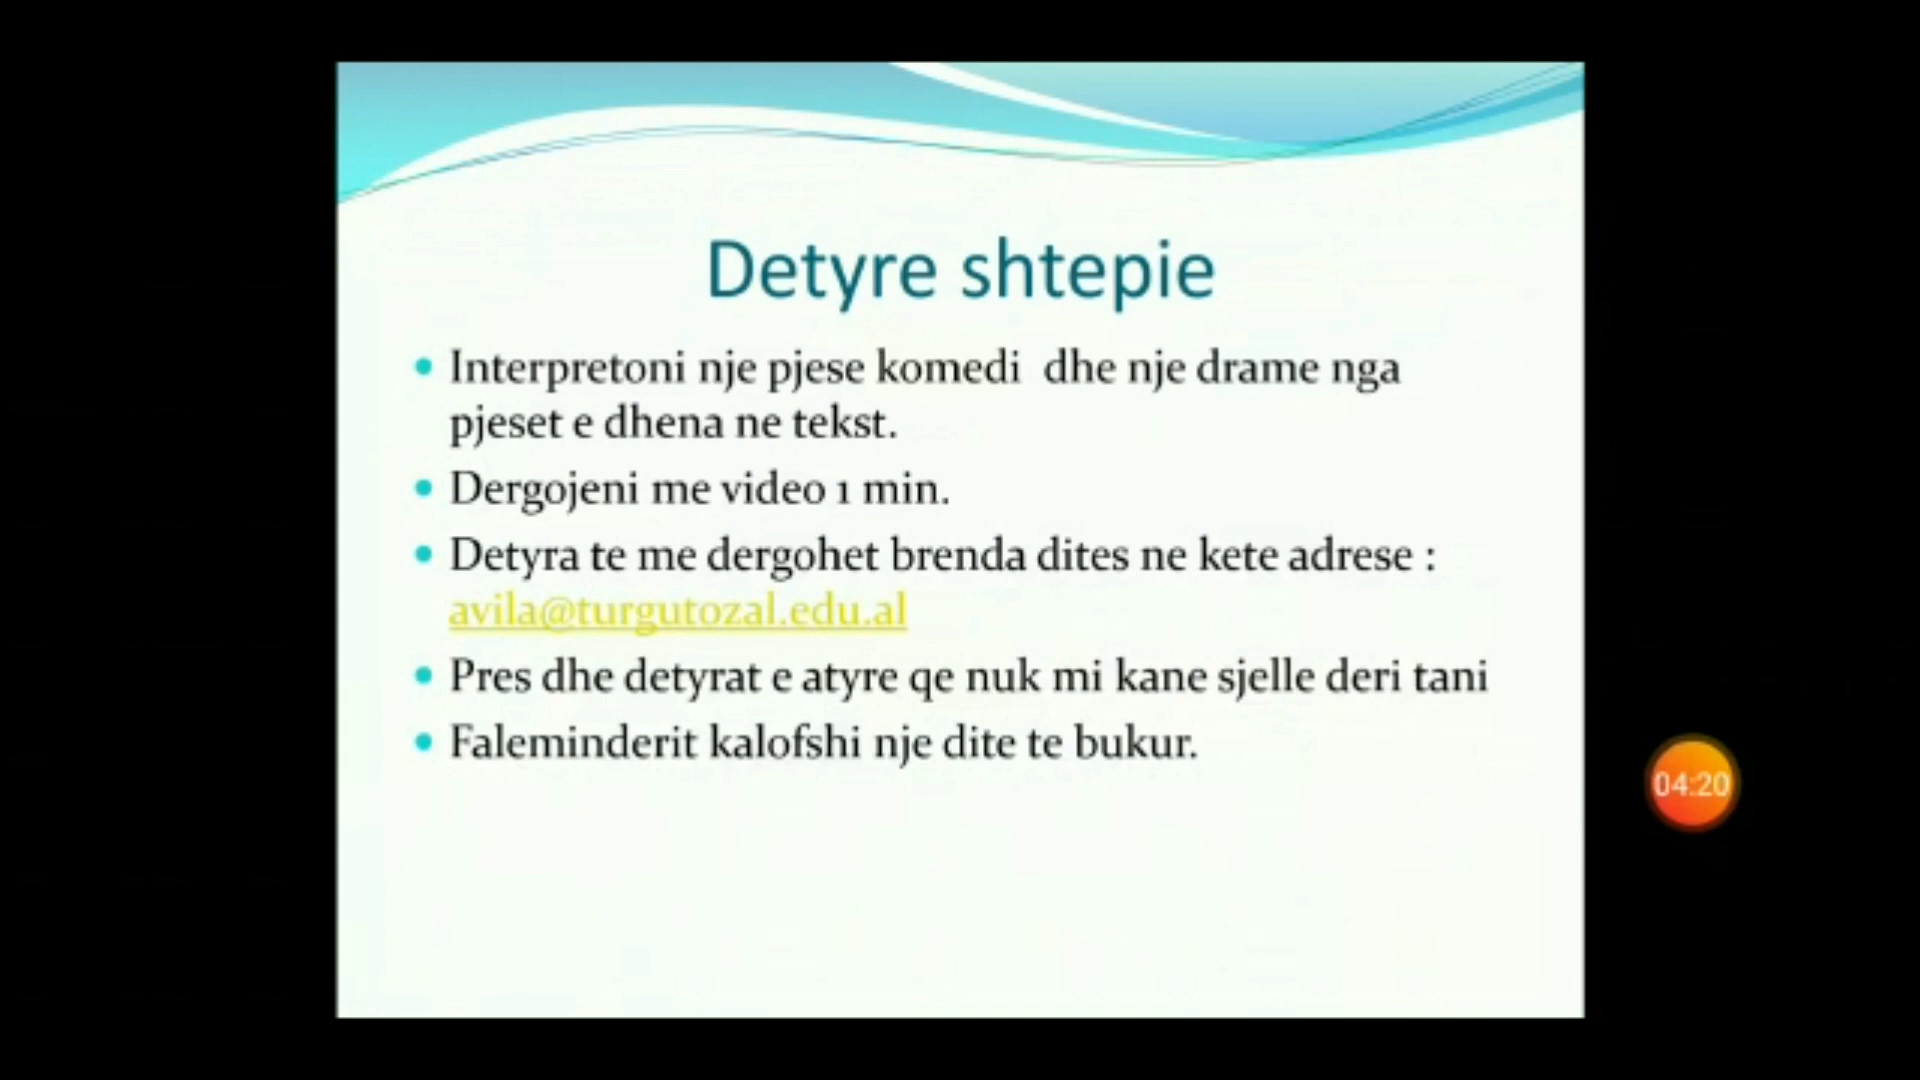 Detyre shtepie
Interpretoni nje pjese komedi dhe nje drame nga
pjeset e dhena ne tekst.
Dergojeni me video 1 min.
Detyra te me dergohet brenda dites ne kete adrese :
avila@turgutozal.edu.al
Pres dhe detyrat e atyre qe nuk mi kane sjelle deri tani
Faleminderit kalofshi nje dite te bukur.
04:20